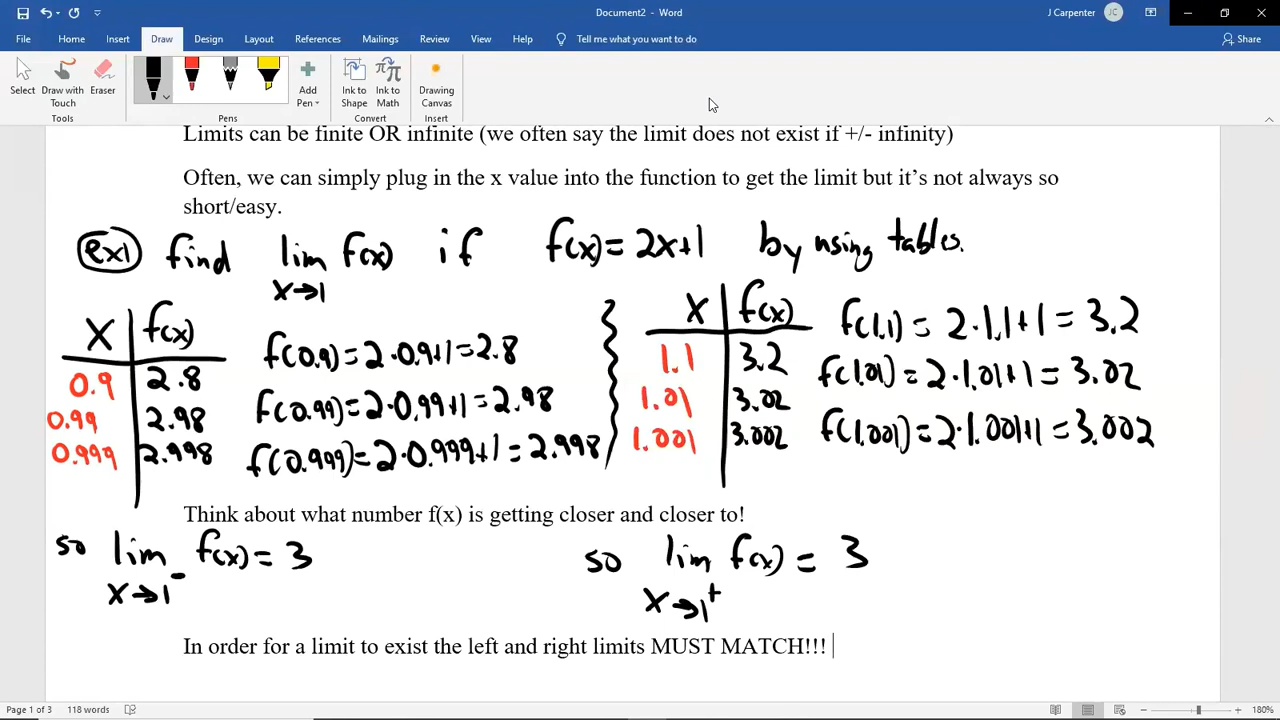 Document2 - Word
J Carpenter JC
File Home Insert Draw Design Layout References Mailings Review View Help Tell me what you want to do Share
Select Draw with Touch Eraser Add Pen Ink to Shape Ink to Math Drawing Canvas
Tools Pens Convert Insert
Limits can be finite OR infinite (we often say the limit does not exist if +/- infinity)
Often, we can simply plug in the x value into the function to get the limit but it's not always so
short/easy.
ex1 find lim f(x) if f(x)=2x+1 by using tables.
x→1
x f(x)
0.9 2.8 f(0.9)=2·0.9+1=2.8
0.99 2.98 f(0.99)=2·0.99+1=2.98
0.999 2.998 f(0.999)=2·0.999+1=2.998
x f(x)
1.1 3.2 f(1.1)=2·1.1+1=3.2
1.01 3.02 f(1.01)=2·1.01+1=3.02
1.001 3.002 f(1.001)=2·1.001+1=3.002
Think about what number f(x) is getting closer and closer to!
so lim f(x)=3 so lim f(x)=3
x→1⁻ x→1⁺
In order for a limit to exist the left and right limits MUST MATCH!!!
Page 1 of 3 118 words 180%